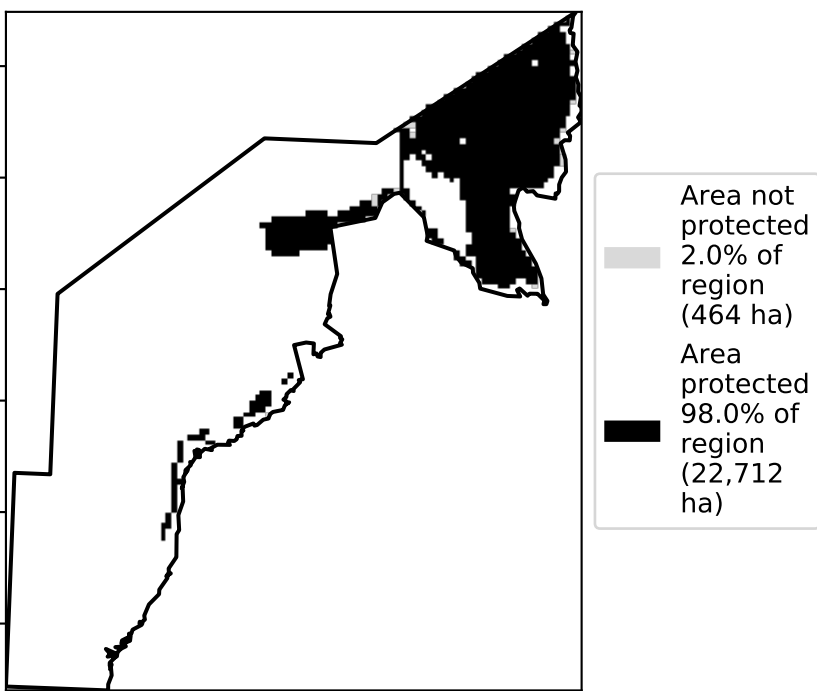 Area not
protected
2.0% of
region
(464 ha)
Area
protected
98.0% of
region
(22,712
ha)